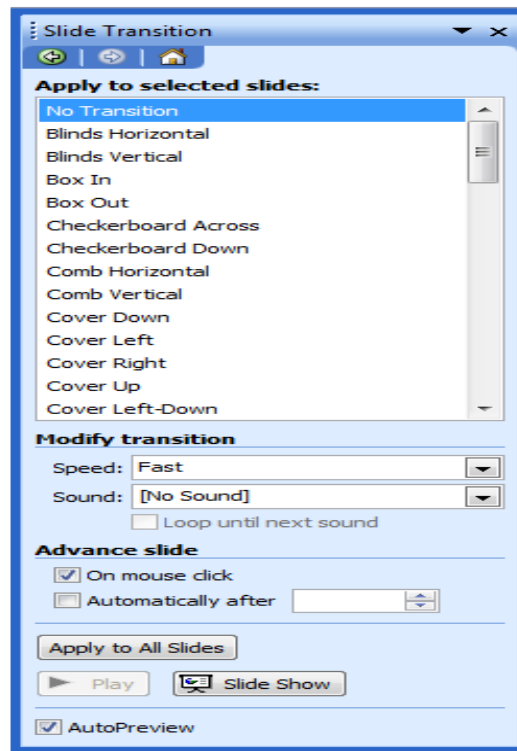 Slide Transition
Apply to selected slides:
No Transition
Blinds Horizontal
Blinds Vertical
Box In
Box Out
Checkerboard Across
Checkerboard Down
Comb Horizontal
Comb Vertical
Cover Down
Cover Left
Cover Right
Cover Up
Cover Left-Down
Modify transition
Speed: Fast
Sound: [No Sound]
Loop until next sound
Advance slide
On mouse click
Automatically after
Apply to All Slides
Play Slide Show
AutoPreview